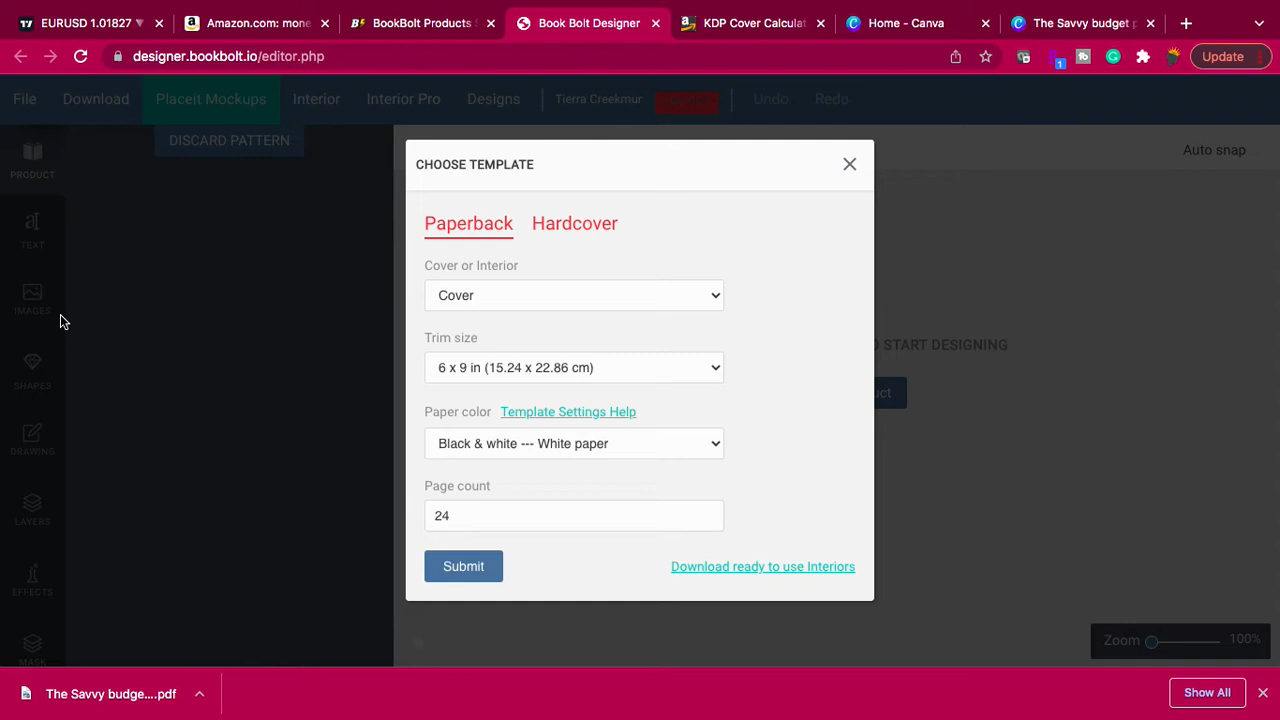 EURUSD 1.01827
Amazon.com: mone
BookBolt Products S
Book Bolt Designer
KDP Cover Calculat
Home - Canva
The Savvy budget p
designer.bookbolt.io/editor.php
1
Update
File
Download
Placeit Mockups
Interior
Interior Pro
Designs
Tierra Creekmur
Undo
Redo
DISCARD PATTERN
Auto snap
PRODUCT
TEXT
IMAGES
SHAPES
DRAWING
LAYERS
EFFECTS
MASK
CHOOSE TEMPLATE
Paperback
Hardcover
Cover or Interior
Cover
Trim size
6 x 9 in (15.24 x 22.86 cm)
Paper color
Template Settings Help
Black & white --- White paper
Page count
24
Submit
Download ready to use Interiors
O START DESIGNING
uct
Zoom
100%
The Savvy budge....pdf
Show All